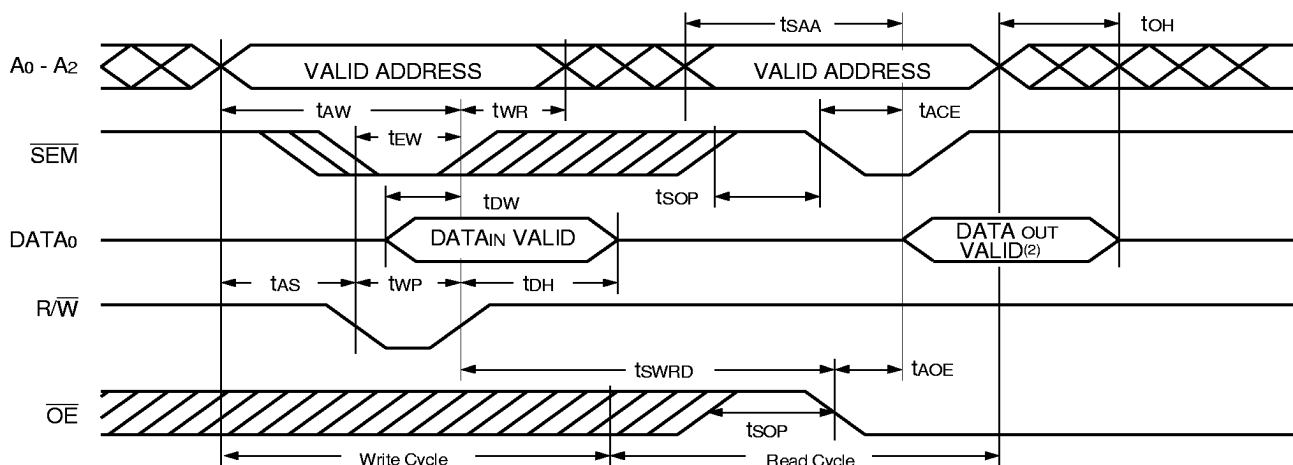 tSAA
tOH
A0 - A2
VALID ADDRESS
VALID ADDRESS
tAW
tWR
tACE
tEW
SEM
tSOP
tDW
DATA0
DATAIN VALID
DATA OUT
VALID(2)
tAS
tWP
tDH
R/W
tSWRD
tAOE
OE
tSOP
Write Cycle
Read Cycle